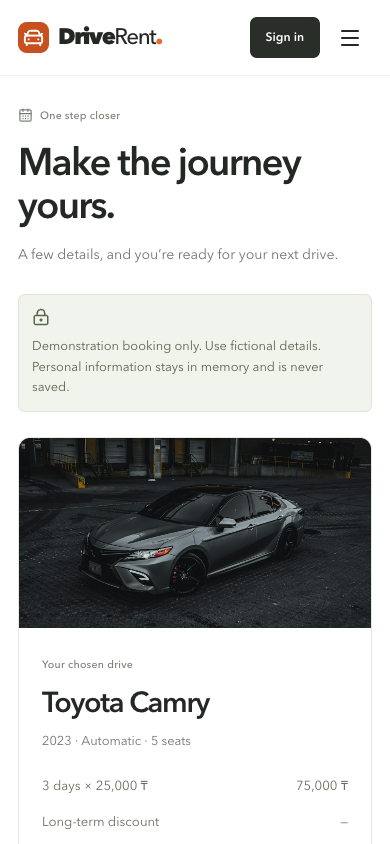 DriveRent.
Sign in
One step closer
Make the journey
yours.
A few details, and you’re ready for your next drive.
Demonstration booking only. Use fictional details.
Personal information stays in memory and is never
saved.
Your chosen drive
Toyota Camry
2023 · Automatic · 5 seats
3 days × 25,000 ₸ 75,000 ₸
Long-term discount —